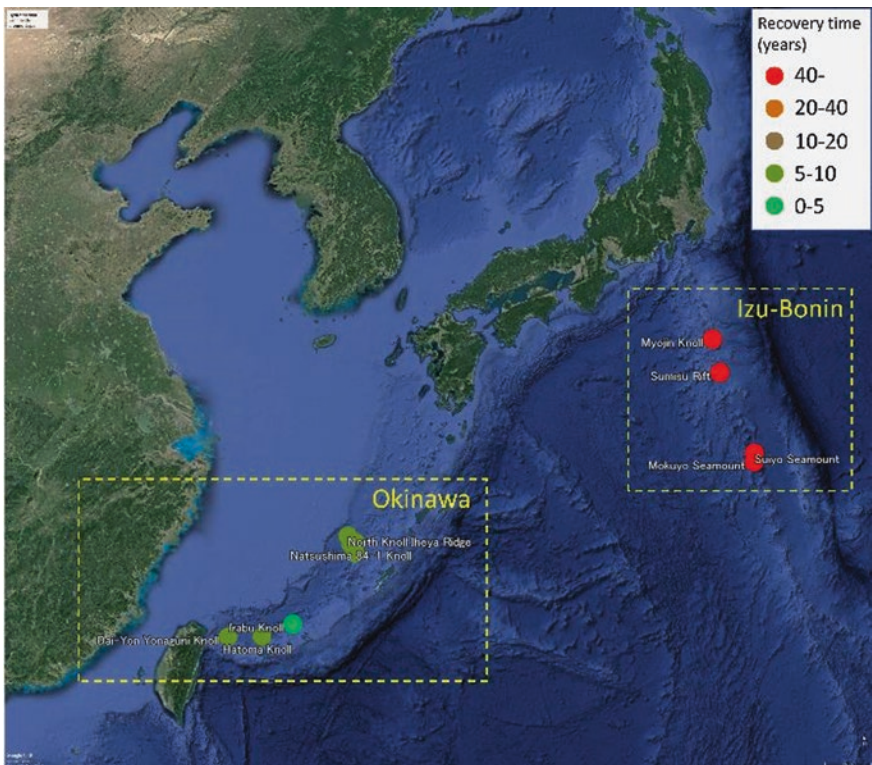 Recovery time
(years)
40-
20-40
10-20
5-10
0-5
Izu-Bonin
Myojin Knoll
Sumisu Rift
Suiyo Seamount
Mokuyo Seamount
Okinawa
North Knoll Iheya Ridge
Natsushima 84-1 Knoll
Irabu Knoll
Dai-Yon Yonaguni Knoll
Hatoma Knoll